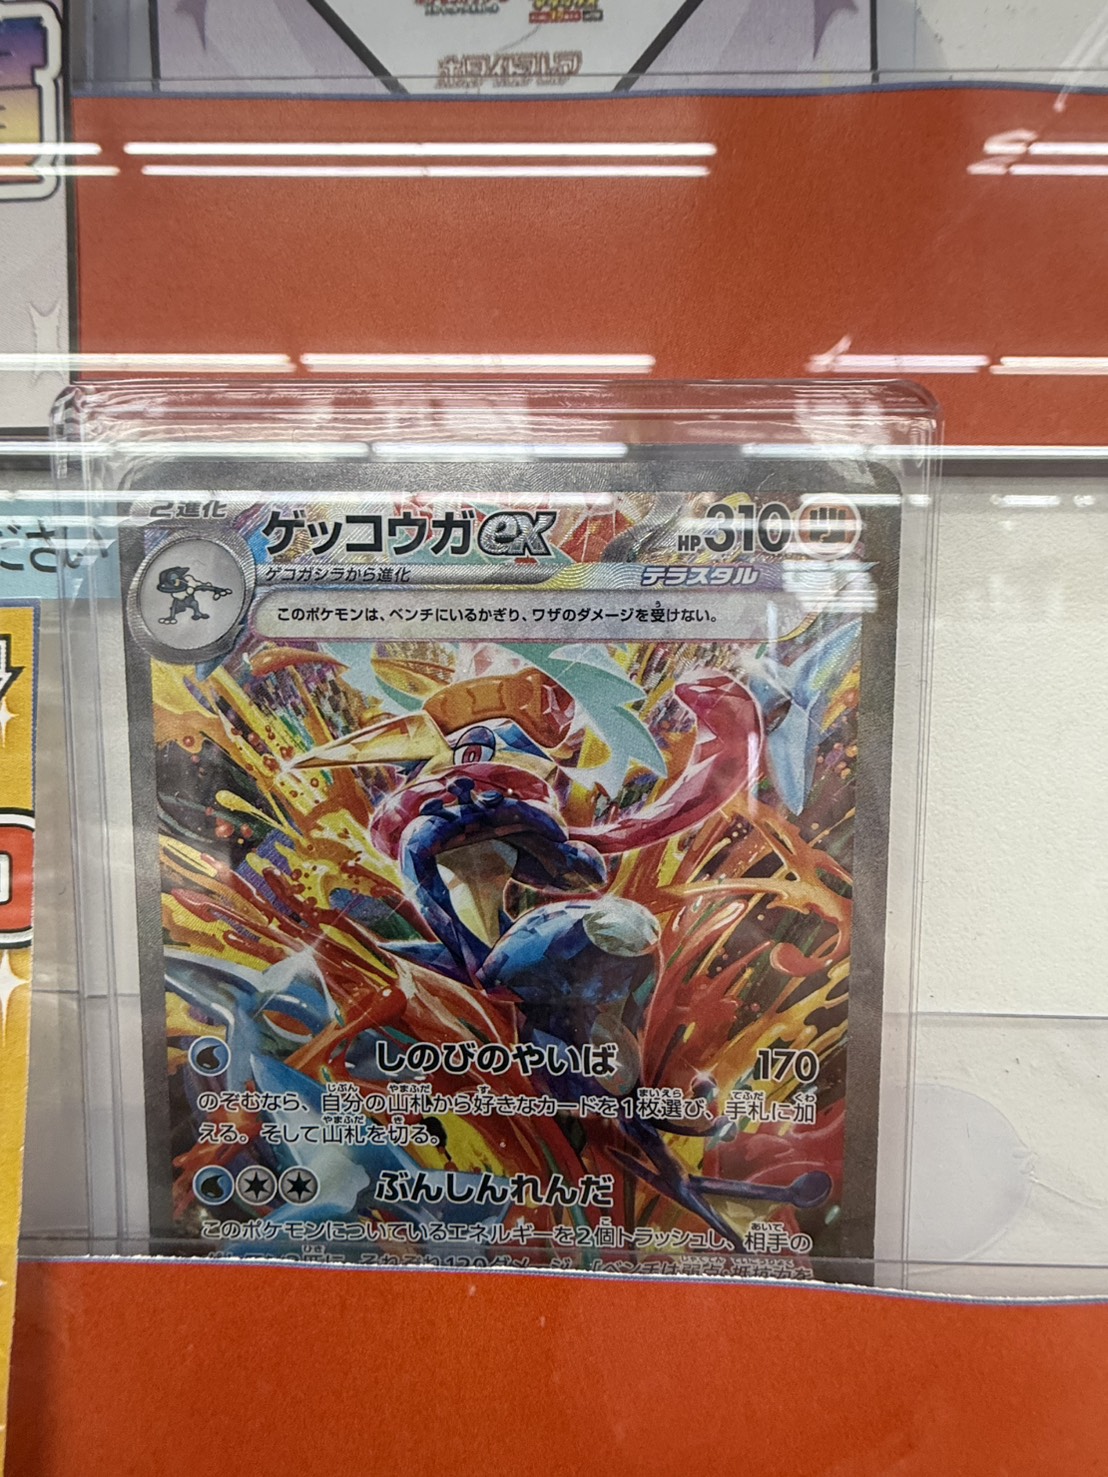 ださい
2進化
ゲッコウガex
HP310
ゲコガシラから進化
テラスタル
このポケモンは、ベンチにいるかぎり、ワザのダメージを受けない。
しのびのやいば 170
のぞむなら、自分の山札から好きなカードを1枚選び、手札に加
える。そして山札を切る。
ぶんしんれんだ
このポケモンについているエネルギーを2個トラッシュし、相手の